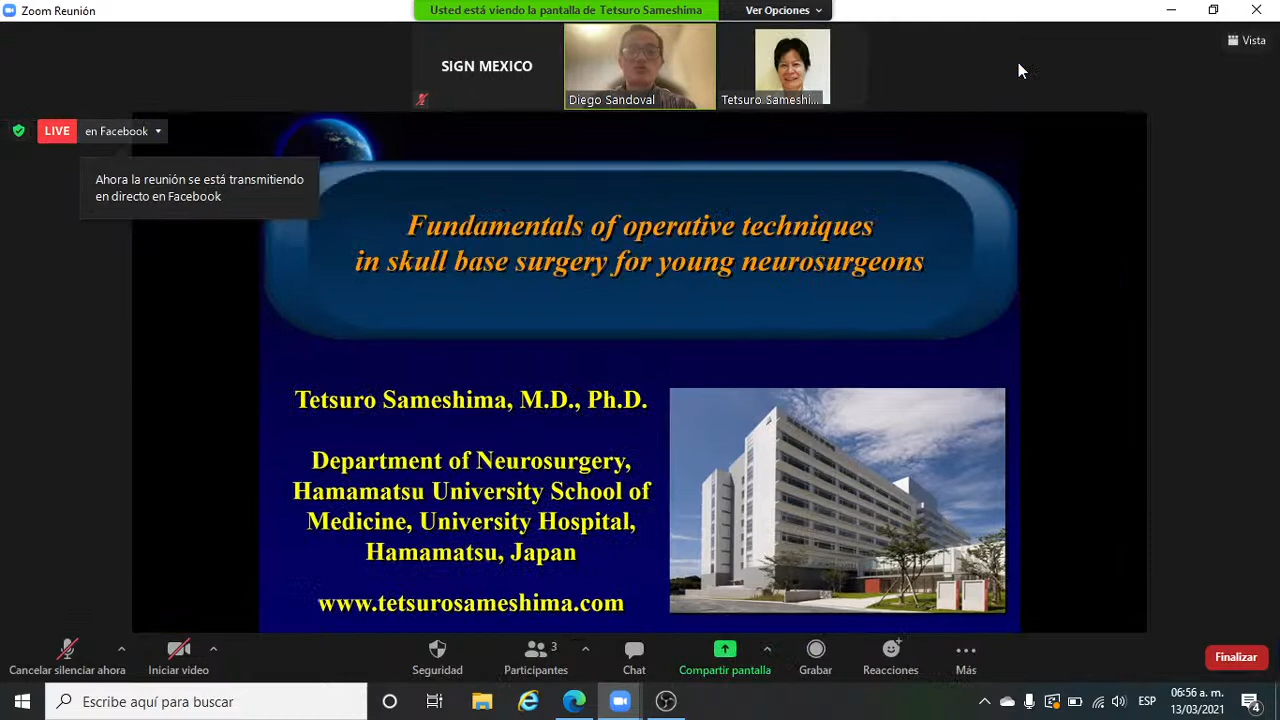 Zoom Reunión
Usted está viendo la pantalla de Tetsuro Sameshima
Ver Opciones
SIGN MEXICO
Diego Sandoval
Tetsuro Sameshi...
Vista
LIVE
en Facebook
Ahora la reunión se está transmitiendo
en directo en Facebook
Fundamentals of operative techniques
in skull base surgery for young neurosurgeons
Tetsuro Sameshima, M.D., Ph.D.
Department of Neurosurgery,
Hamamatsu University School of
Medicine, University Hospital,
Hamamatsu, Japan
www.tetsurosameshima.com
Cancelar silenciar ahora
Iniciar video
Seguridad
3
Participantes
Chat
Compartir pantalla
Grabar
Reacciones
Más
Finalizar
Escribe aquí para buscar
ESP
06:56 a. m.
13/03/2021
4